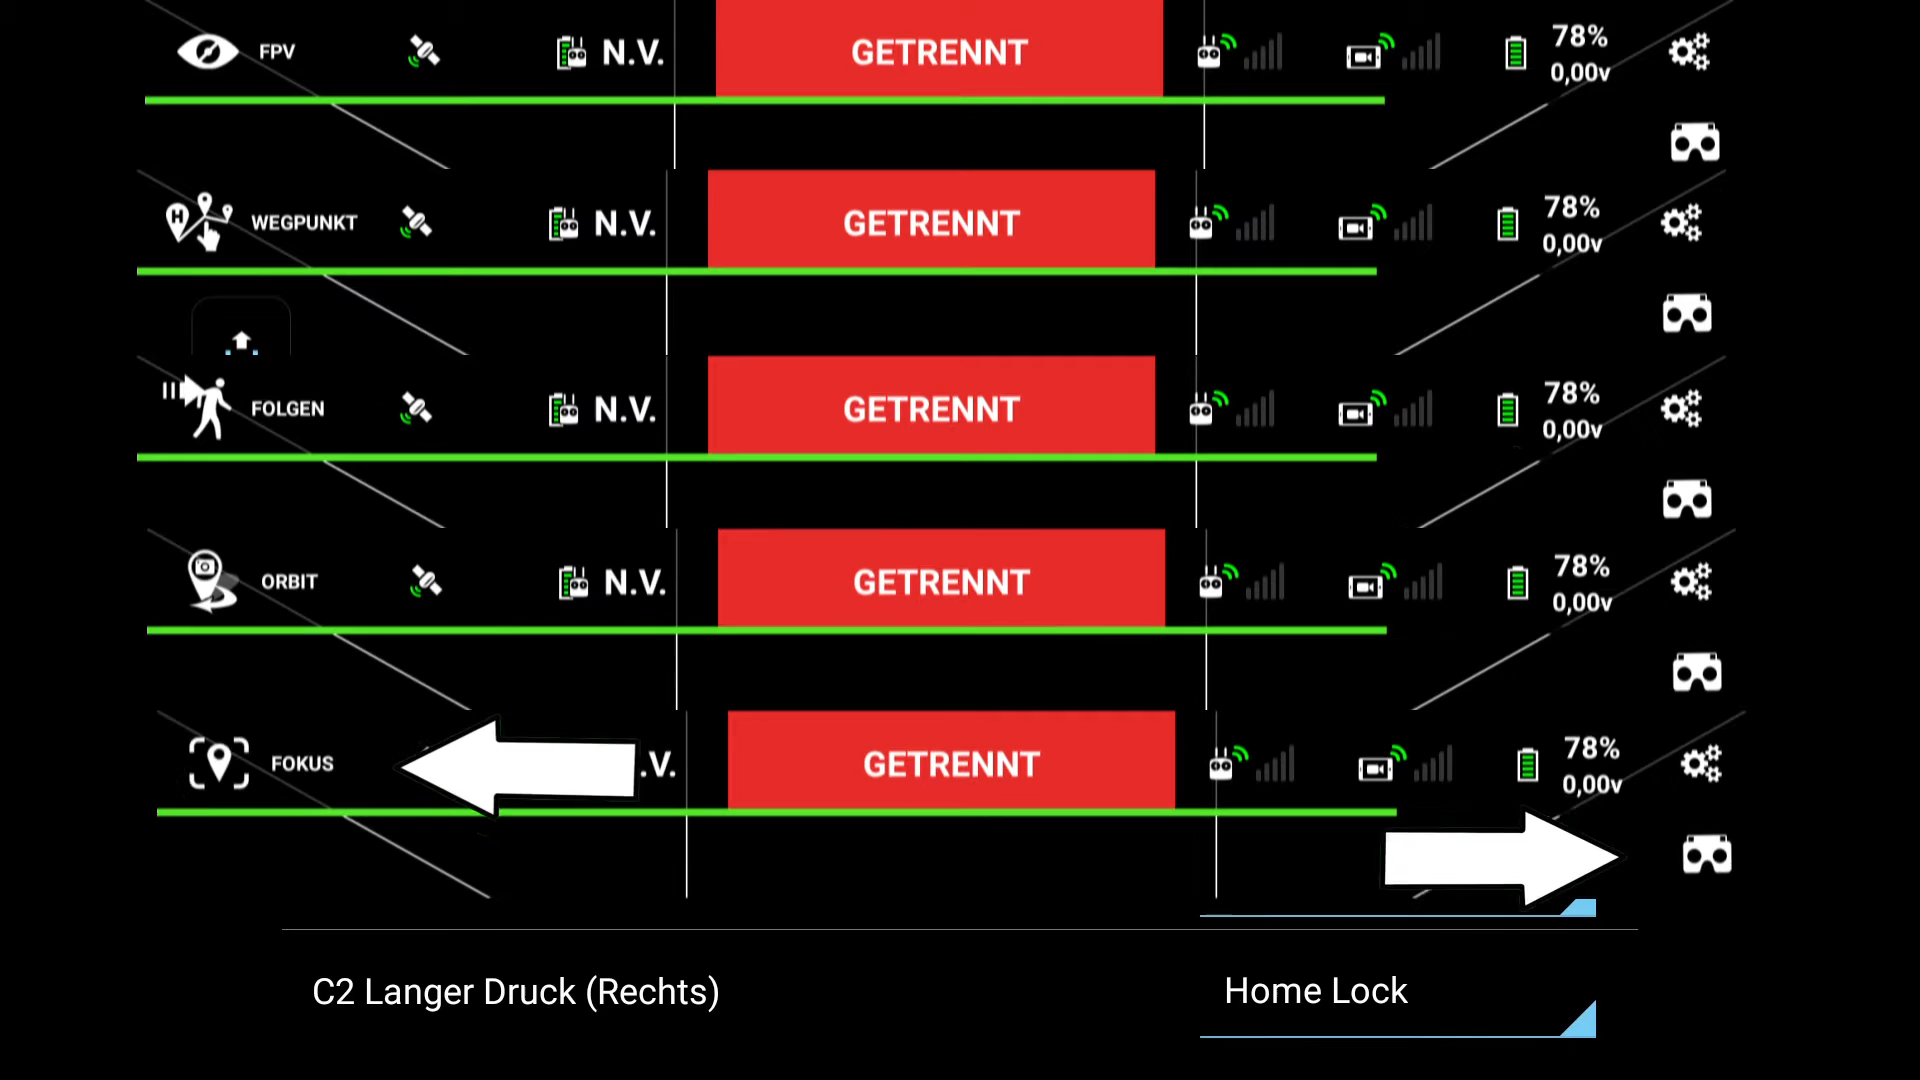 FPV N.V. GETRENNT 78%
0,00v
WEGPUNKT N.V. GETRENNT 78%
0,00v
FOLGEN N.V. GETRENNT 78%
0,00v
ORBIT N.V. GETRENNT 78%
0,00v
FOKUS .V. GETRENNT 78%
0,00v
C2 Langer Druck (Rechts) Home Lock